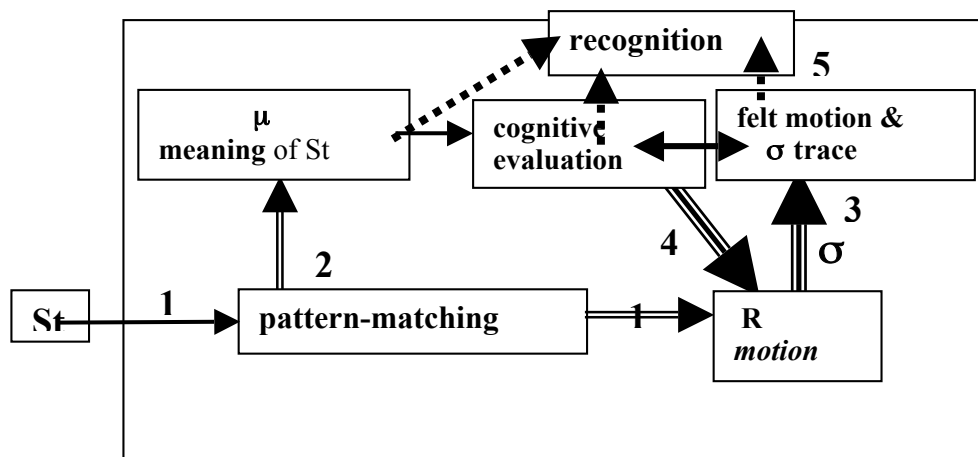 recognition
5
μ
meaning of St
cognitive
evaluation
felt motion &
σ trace
3
4
σ
2
1
St
pattern-matching
1
R
motion